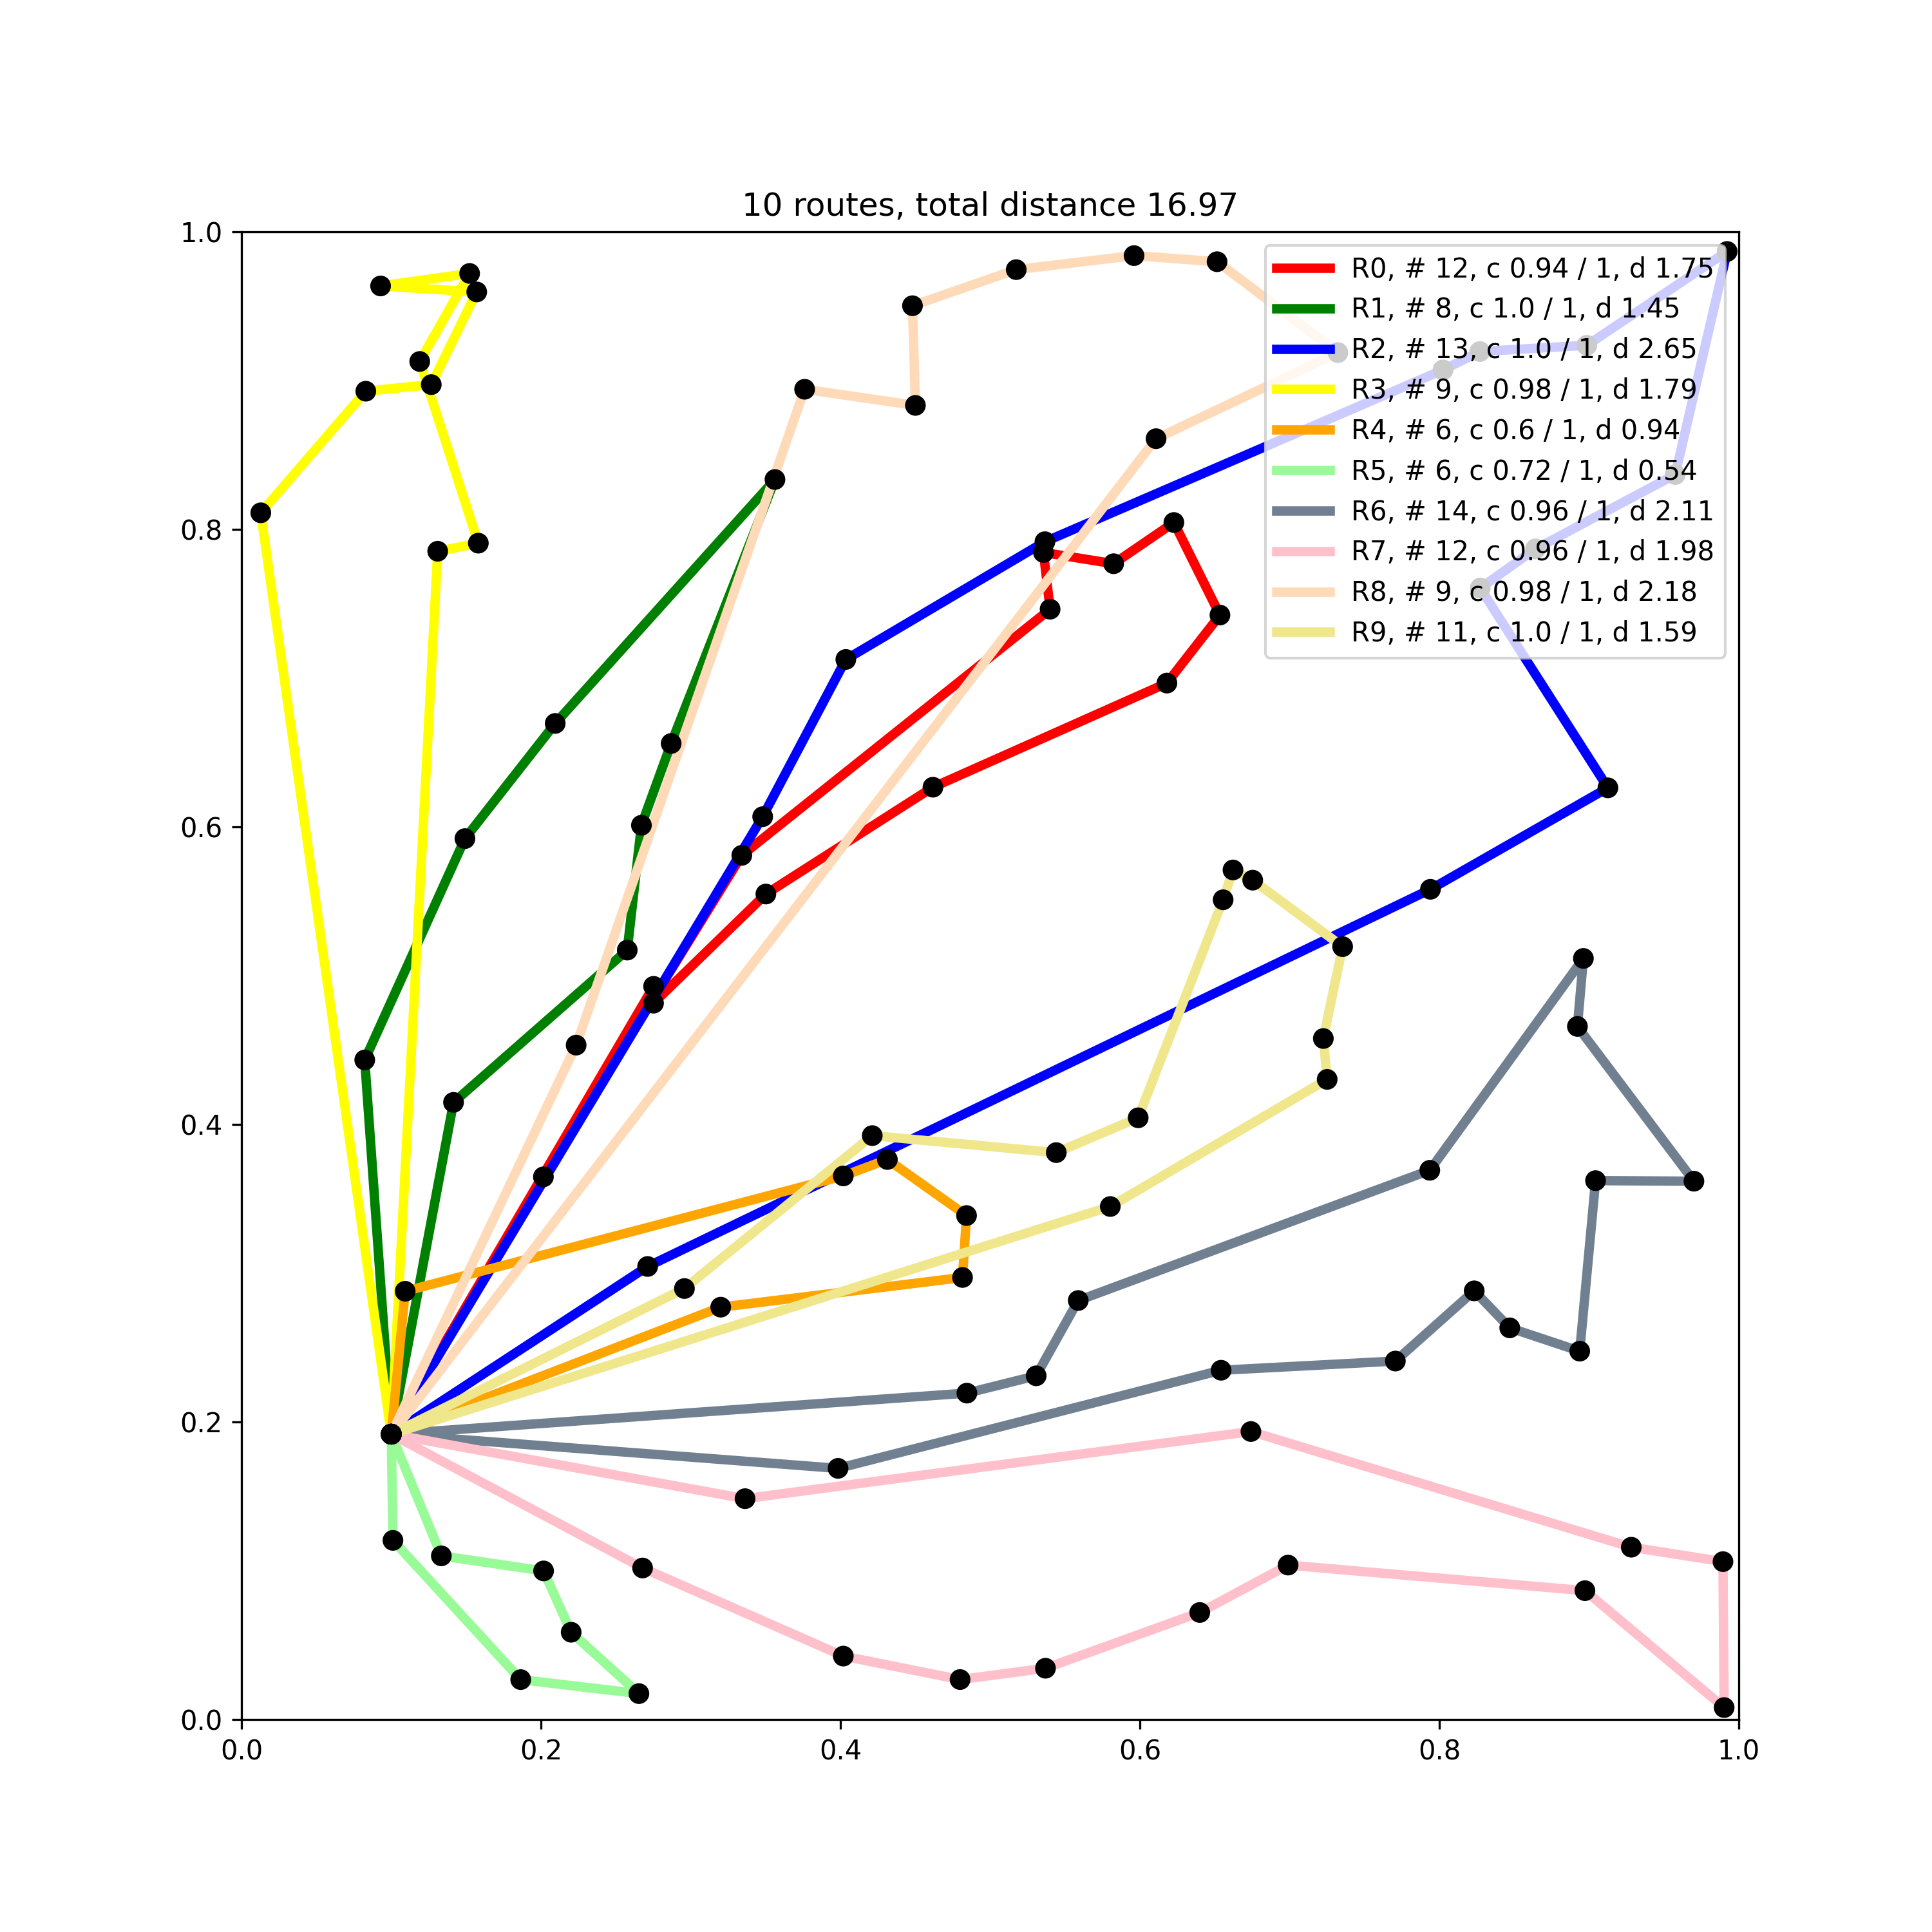 10 routes, total distance 16.97
1.0
0.8
0.6
0.4
0.2
0.0
0.0 0.2 0.4 0.6 0.8 1.0
R0, # 12, c 0.94 / 1, d 1.75
R1, # 8, c 1.0 / 1, d 1.45
R2, # 13, c 1.0 / 1, d 2.65
R3, # 9, c 0.98 / 1, d 1.79
R4, # 6, c 0.6 / 1, d 0.94
R5, # 6, c 0.72 / 1, d 0.54
R6, # 14, c 0.96 / 1, d 2.11
R7, # 12, c 0.96 / 1, d 1.98
R8, # 9, c 0.98 / 1, d 2.18
R9, # 11, c 1.0 / 1, d 1.59